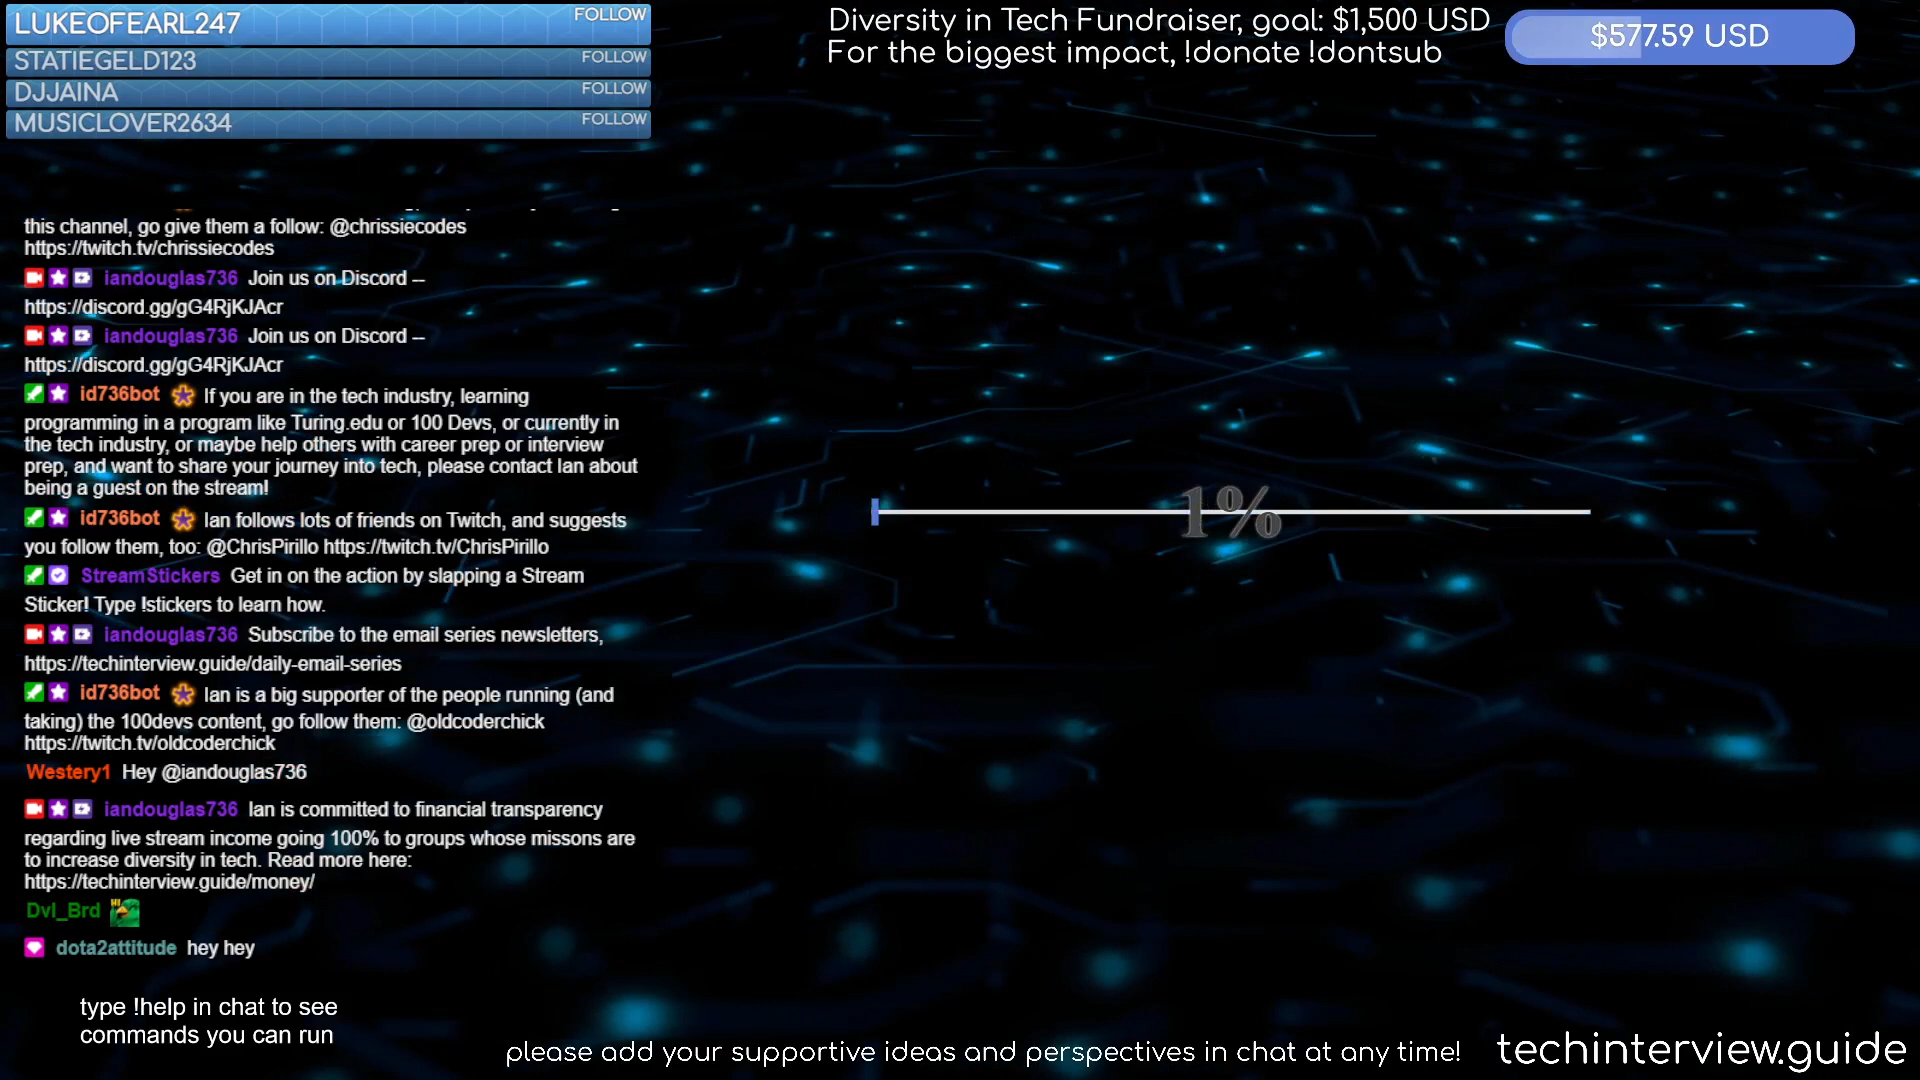 LUKEOFEARL247 FOLLOW
STATIEGELD123 FOLLOW
DJJAINA FOLLOW
MUSICLOVER2634 FOLLOW
Diversity in Tech Fundraiser, goal: $1,500 USD
For the biggest impact, !donate !dontsub
$577.59 USD
this channel, go give them a follow: @chrissiecodes
https://twitch.tv/chrissiecodes
iandouglas736 Join us on Discord –
https://discord.gg/gG4RjKJAcr
iandouglas736 Join us on Discord –
https://discord.gg/gG4RjKJAcr
id736bot If you are in the tech industry, learning
programming in a program like Turing.edu or 100 Devs, or currently in
the tech industry, or maybe help others with career prep or interview
prep, and want to share your journey into tech, please contact Ian about
being a guest on the stream!
id736bot Ian follows lots of friends on Twitch, and suggests
you follow them, too: @ChrisPirillo https://twitch.tv/ChrisPirillo
StreamStickers Get in on the action by slapping a Stream
Sticker! Type !stickers to learn how.
iandouglas736 Subscribe to the email series newsletters,
https://techinterview.guide/daily-email-series
id736bot Ian is a big supporter of the people running (and
taking) the 100devs content, go follow them: @oldcoderchick
https://twitch.tv/oldcoderchick
Westery1 Hey @iandouglas736
iandouglas736 Ian is committed to financial transparency
regarding live stream income going 100% to groups whose missons are
to increase diversity in tech. Read more here:
https://techinterview.guide/money/
Dvl_Brd HI
dota2attitude hey hey
1%
type !help in chat to see
commands you can run
please add your supportive ideas and perspectives in chat at any time!
techinterview.guide